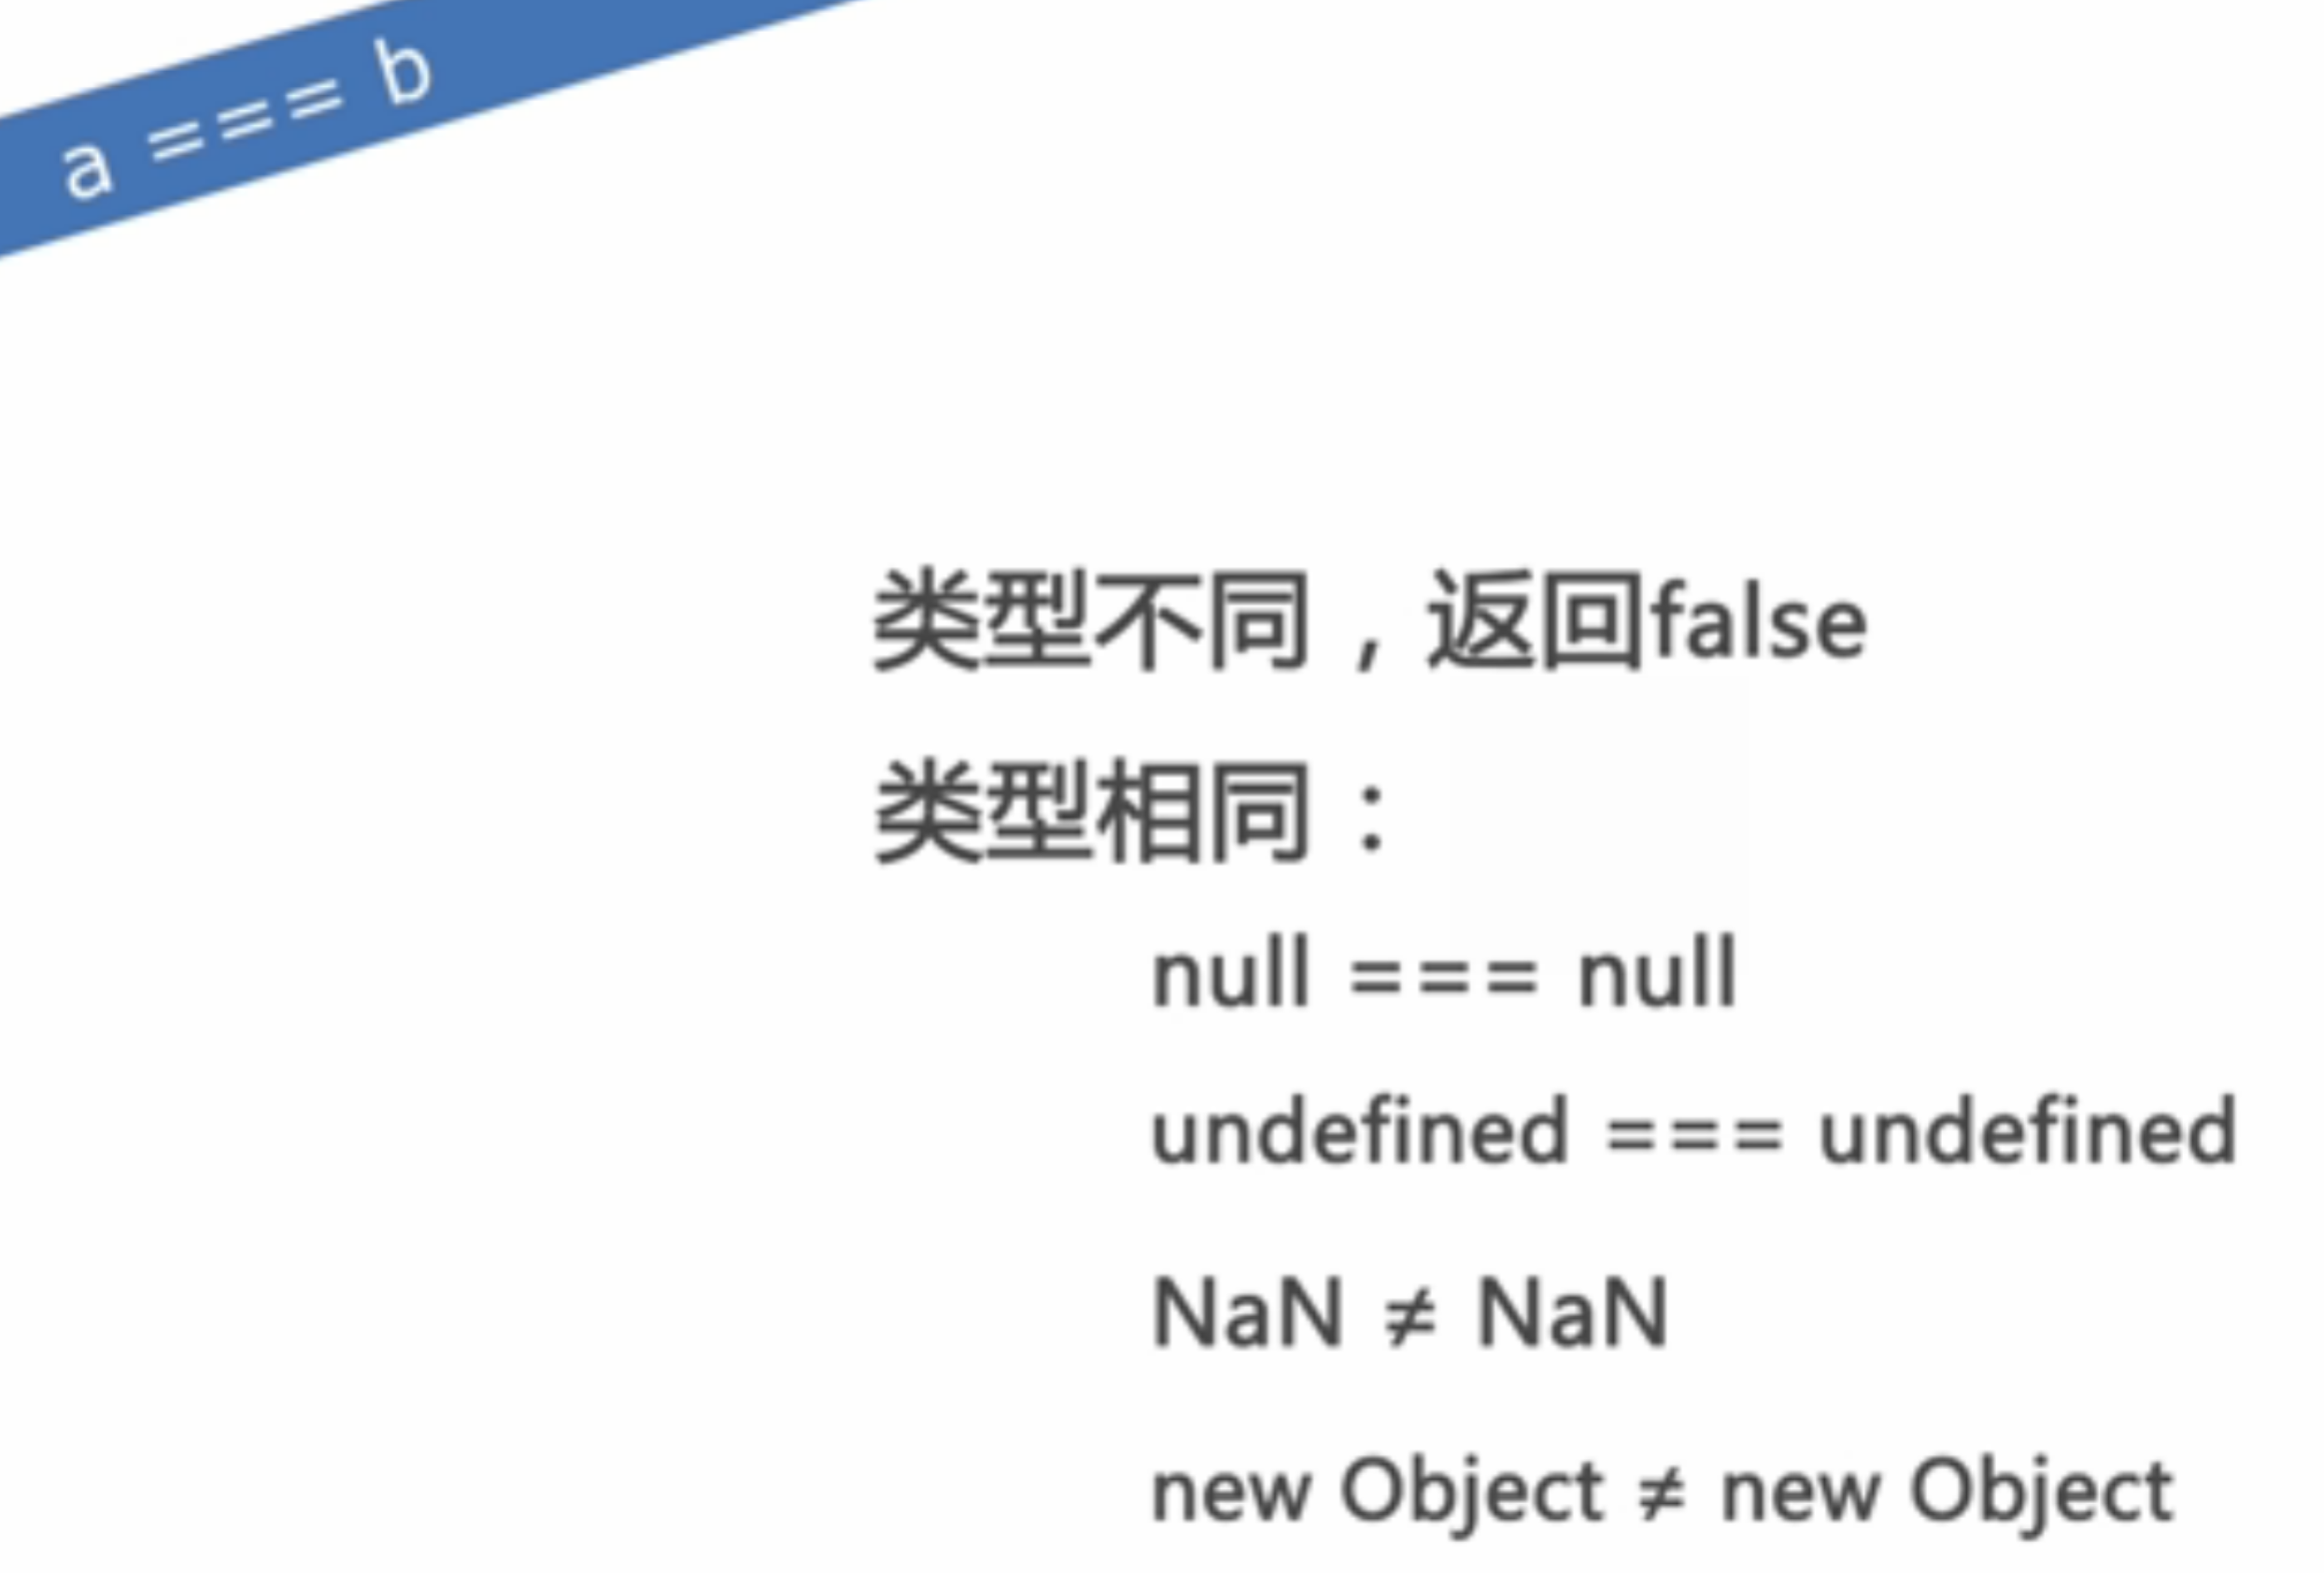 a === b
类型不同，返回false
类型相同：
null === null
undefined === undefined
NaN ≠ NaN
new Object ≠ new Object